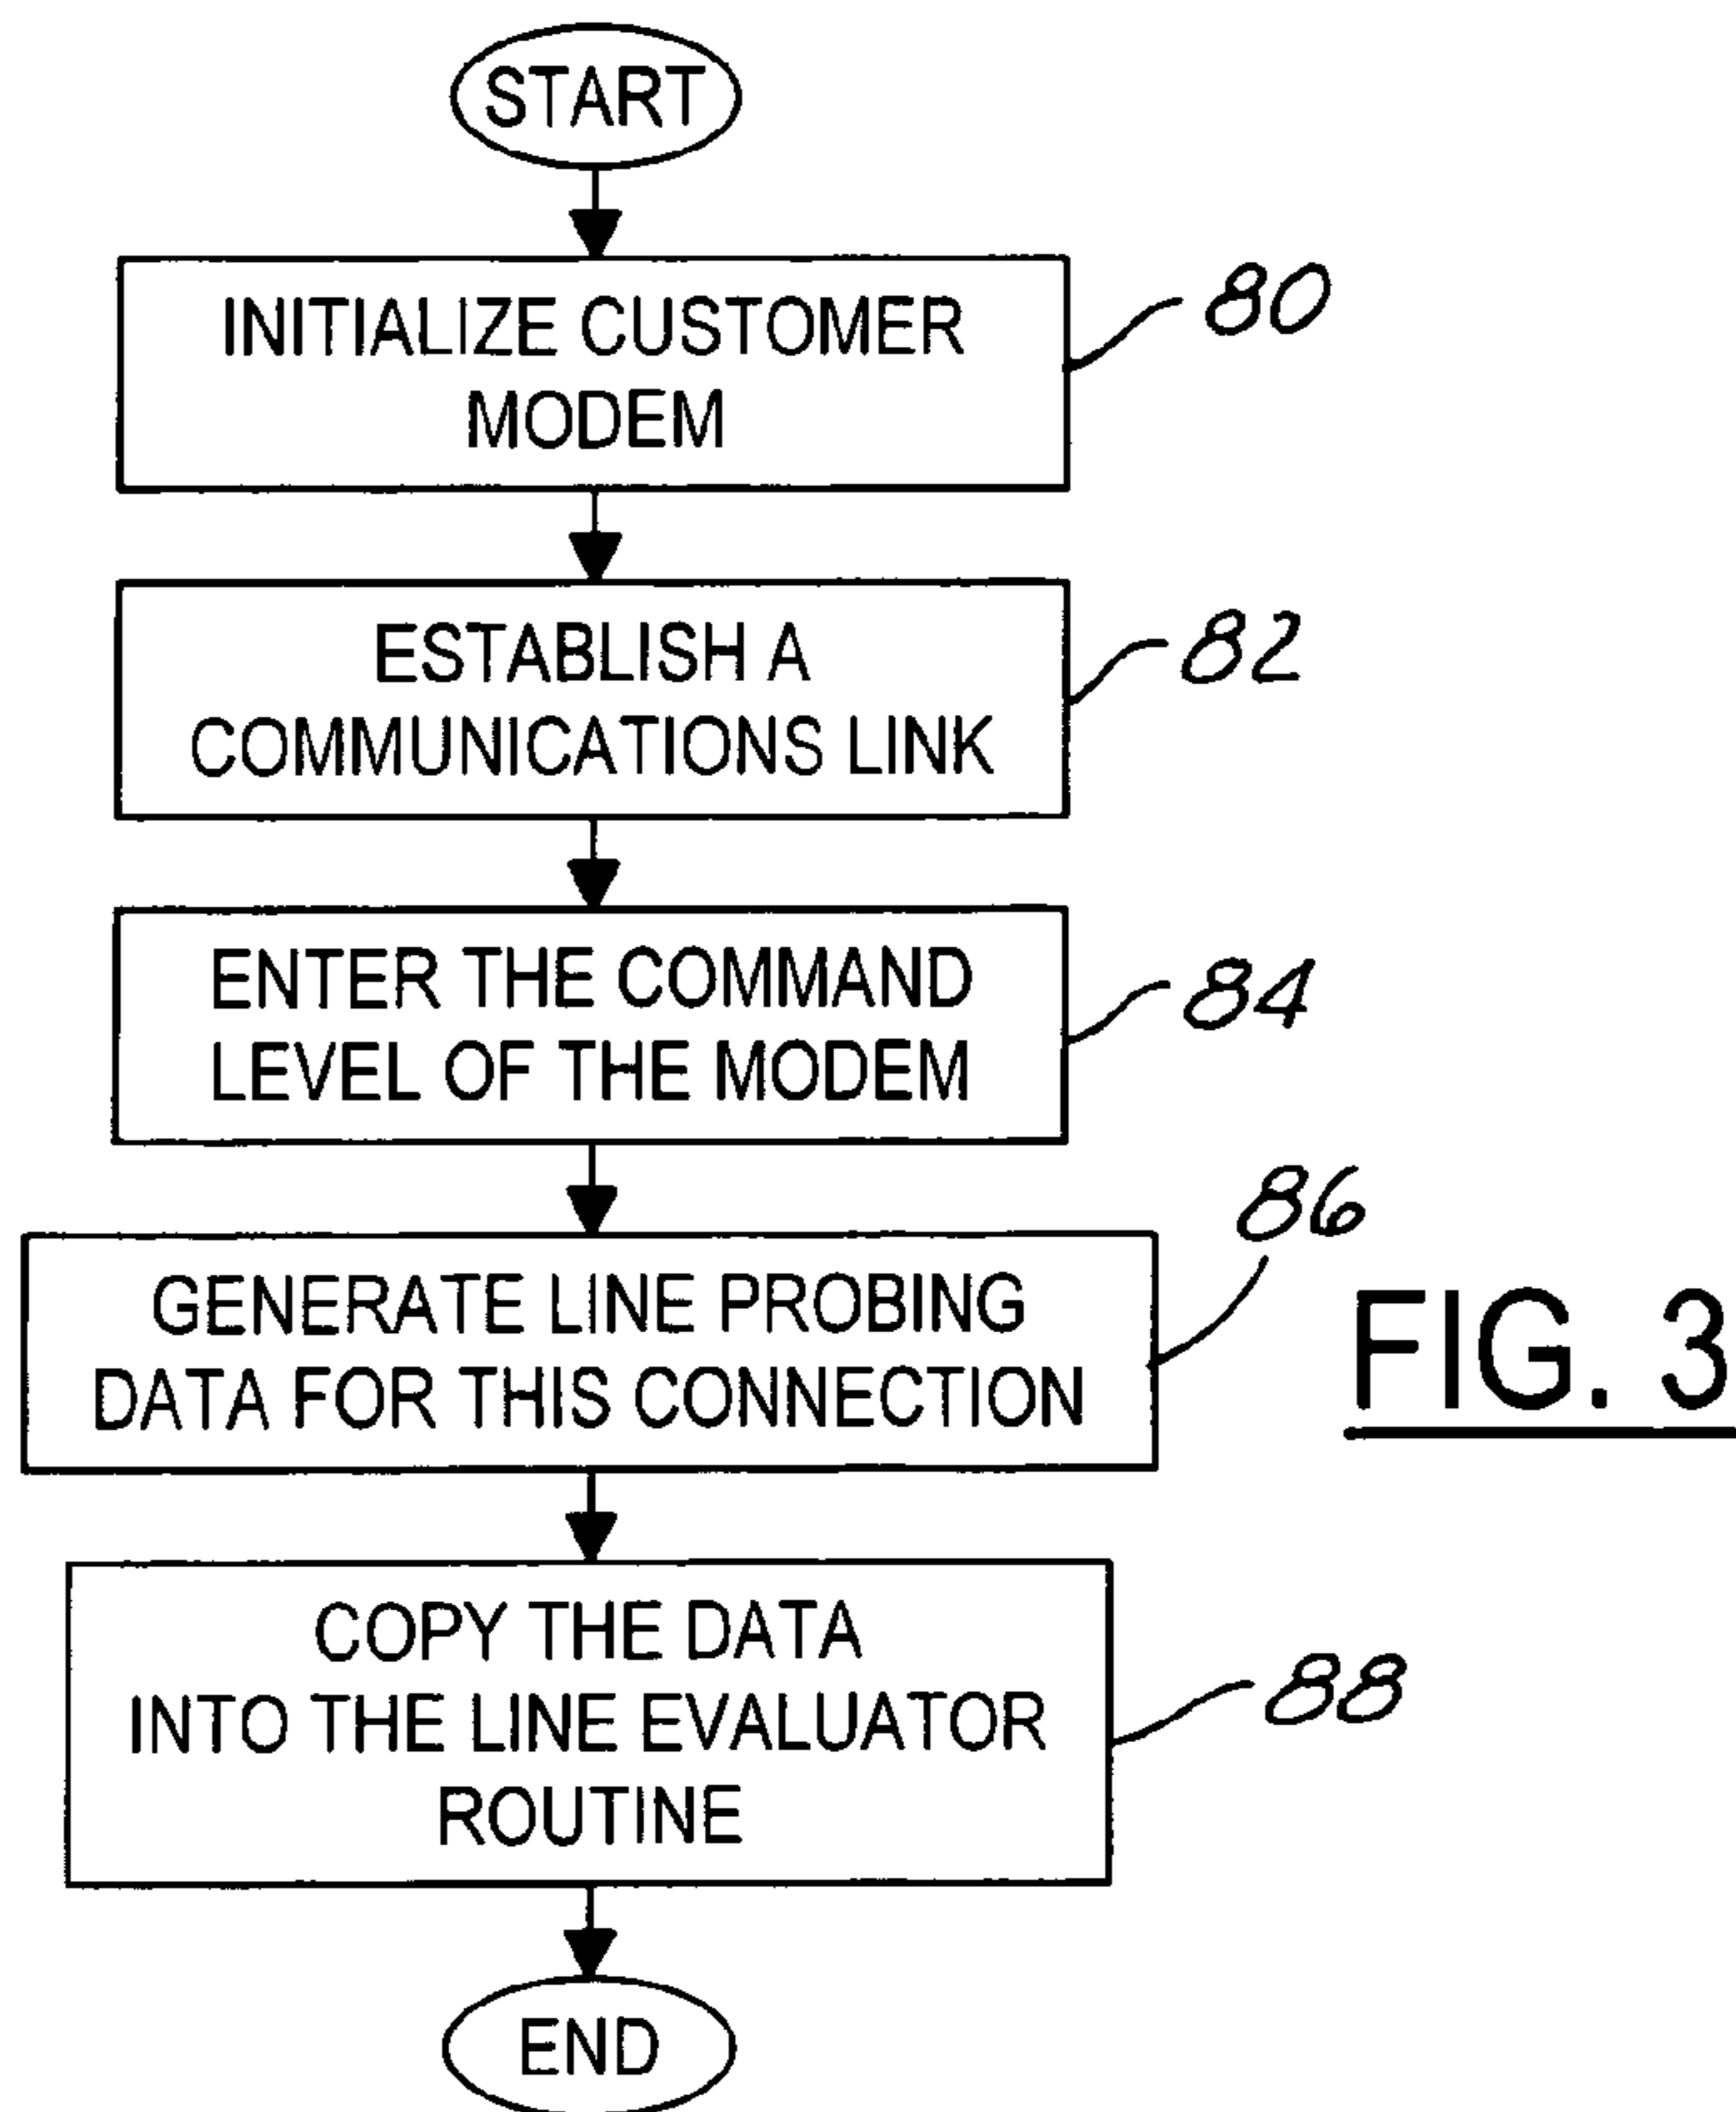 START
INITIALIZE CUSTOMER
MODEM
80
ESTABLISH A
COMMUNICATIONS LINK
82
ENTER THE COMMAND
LEVEL OF THE MODEM
84
GENERATE LINE PROBING
DATA FOR THIS CONNECTION
86
FIG. 3
COPY THE DATA
INTO THE LINE EVALUATOR
ROUTINE
88
END